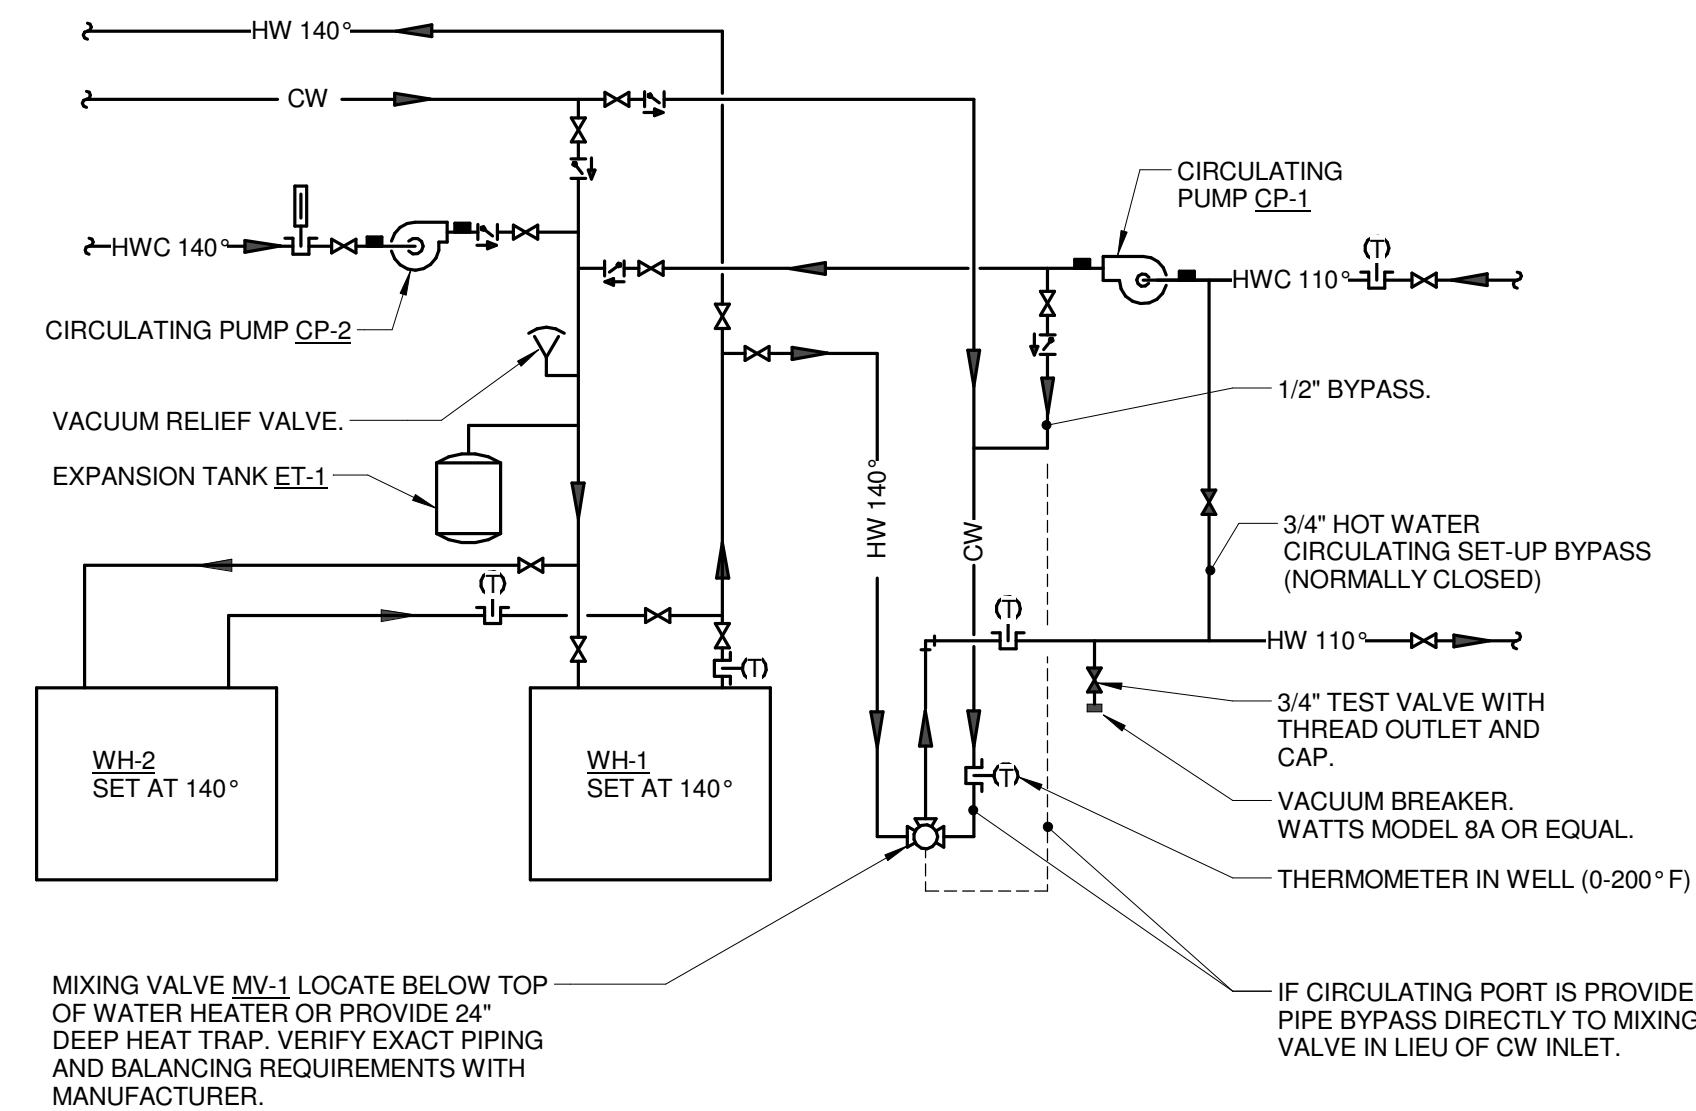 HW 140°
CW
CIRCULATING
PUMP CP-1
(T)
HWC 140°
HWC 110°
CIRCULATING PUMP CP-2
1/2" BYPASS.
VACUUM RELIEF VALVE.
EXPANSION TANK ET-1
HW 140°
CW
3/4" HOT WATER
CIRCULATING SET-UP BYPASS
(NORMALLY CLOSED)
(T)
(T)
HW 110°
(T)
3/4" TEST VALVE WITH
THREAD OUTLET AND
CAP.
WH-2
SET AT 140°
WH-1
SET AT 140°
(T)
VACUUM BREAKER.
WATTS MODEL 8A OR EQUAL.
THERMOMETER IN WELL (0-200°F)
MIXING VALVE MV-1 LOCATE BELOW TOP
OF WATER HEATER OR PROVIDE 24"
DEEP HEAT TRAP. VERIFY EXACT PIPING
AND BALANCING REQUIREMENTS WITH
MANUFACTURER.
IF CIRCULATING PORT IS PROVIDE
PIPE BYPASS DIRECTLY TO MIXING
VALVE IN LIEU OF CW INLET.